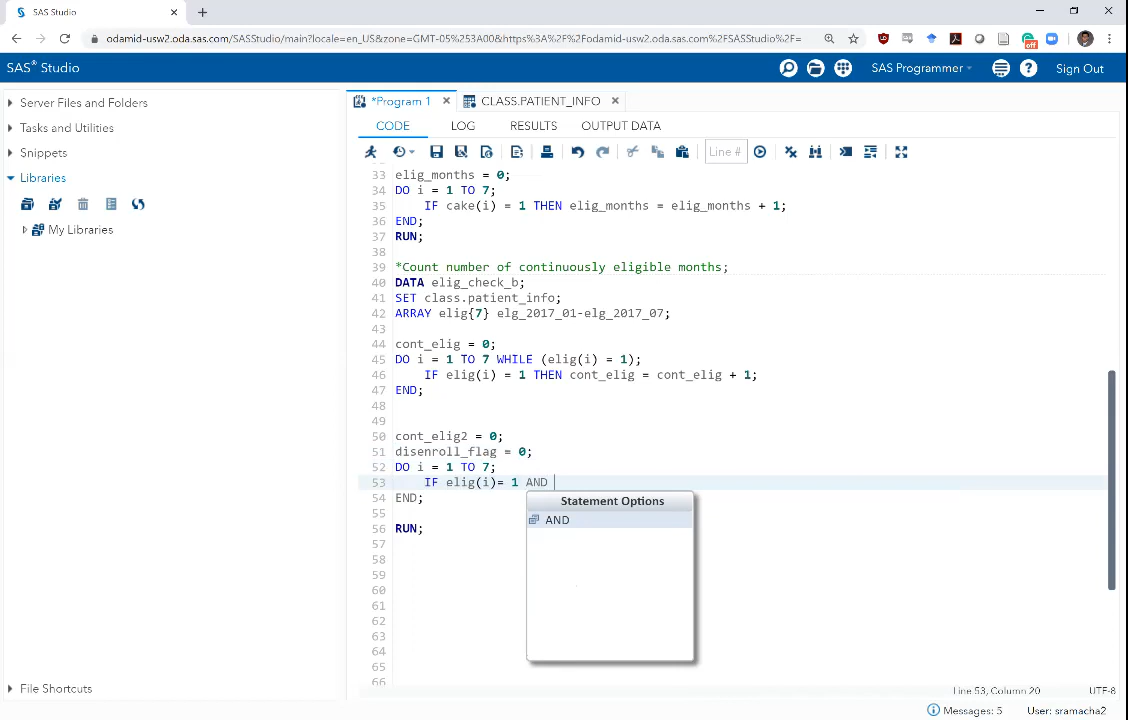 SAS Studio
odamid-usw2.oda.sas.com/SASStudio/main?locale=en_US&zone=GMT-05%253A00&https%3A%2F%2Fodamid-usw2.oda.sas.com%2FSASStudio%2F=
off
SAS® Studio
SAS Programmer
Sign Out
Server Files and Folders
Tasks and Utilities
Snippets
Libraries
My Libraries
File Shortcuts
*Program 1
CLASS.PATIENT_INFO
CODE LOG RESULTS OUTPUT DATA
Line #
33 elig_months = 0;
34 DO i = 1 TO 7;
35 IF cake(i) = 1 THEN elig_months = elig_months + 1;
36 END;
37 RUN;
38
39 *Count number of continuously eligible months;
40 DATA elig_check_b;
41 SET class.patient_info;
42 ARRAY elig{7} elg_2017_01-elg_2017_07;
43
44 cont_elig = 0;
45 DO i = 1 TO 7 WHILE (elig(i) = 1);
46 IF elig(i) = 1 THEN cont_elig = cont_elig + 1;
47 END;
48
49
50 cont_elig2 = 0;
51 disenroll_flag = 0;
52 DO i = 1 TO 7;
53 IF elig(i)= 1 AND
54 END;
55
56 RUN;
57
58
59
60
61
62
63
64
65
66
Statement Options
AND
Line 53, Column 20
UTF-8
Messages: 5
User: sramacha2